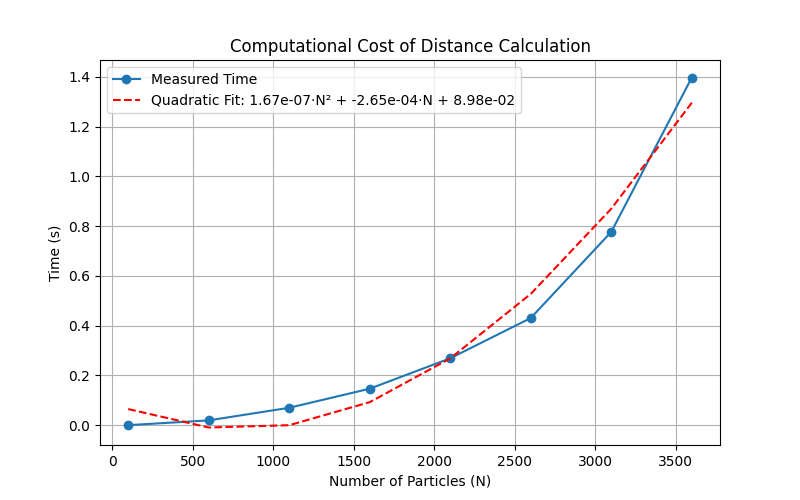 Computational Cost of Distance Calculation
Measured Time
Quadratic Fit: 1.67e-07·N² + -2.65e-04·N + 8.98e-02
Time (s)
1.4
1.2
1.0
0.8
0.6
0.4
0.2
0.0
0 500 1000 1500 2000 2500 3000 3500
Number of Particles (N)